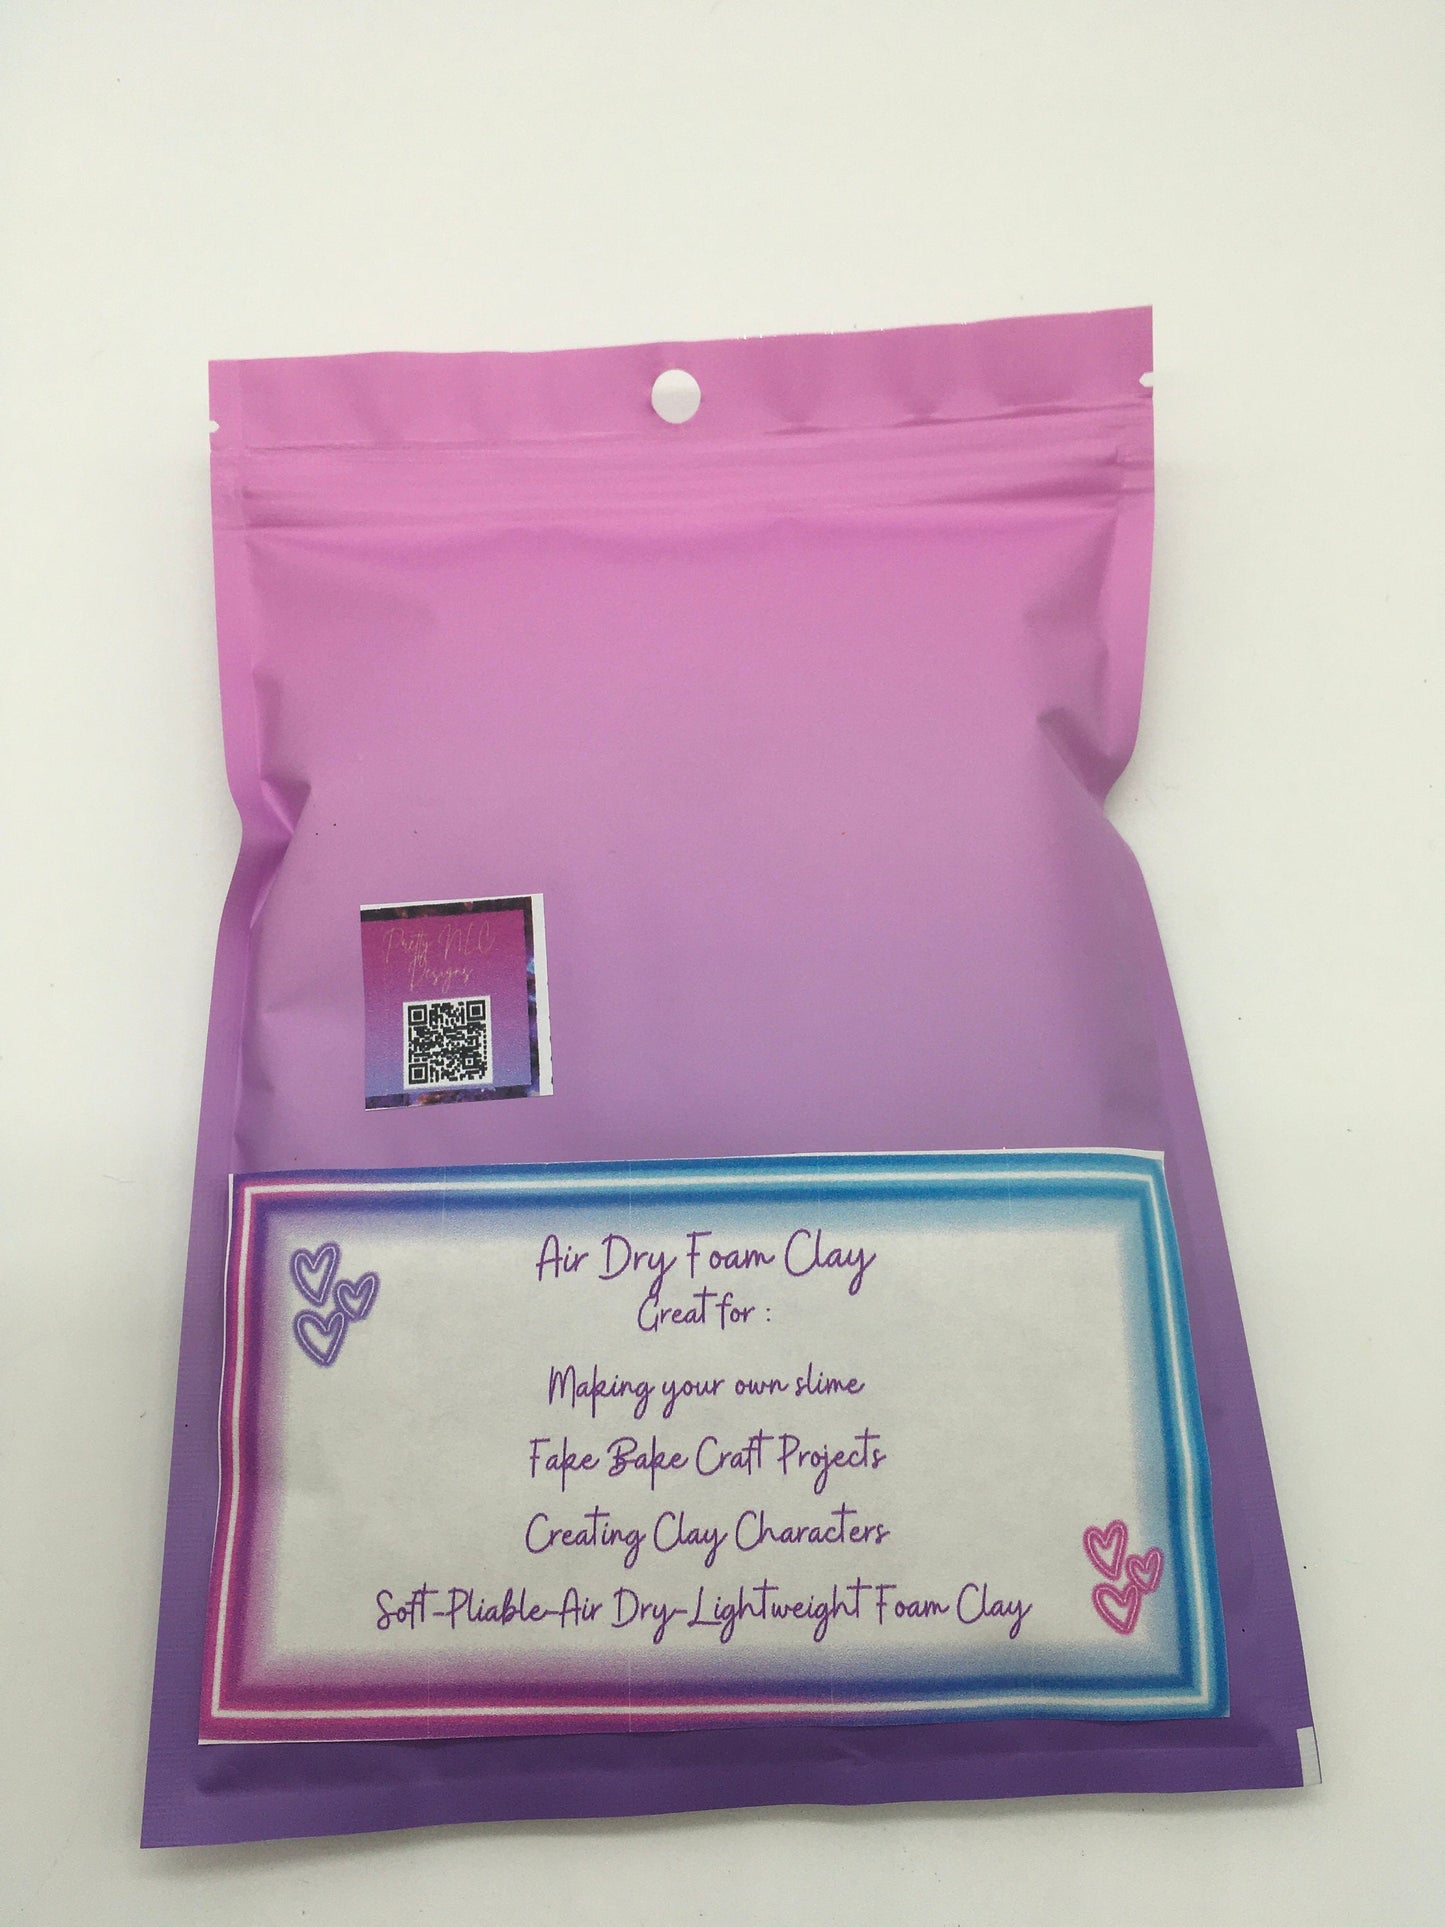 Pretty NLC
Designs
Air Dry Foam Clay
Great for :
Making your own slime
Fake Bake Craft Projects
Creating Clay Characters
Soft-Pliable-Air Dry-Lightweight Foam Clay